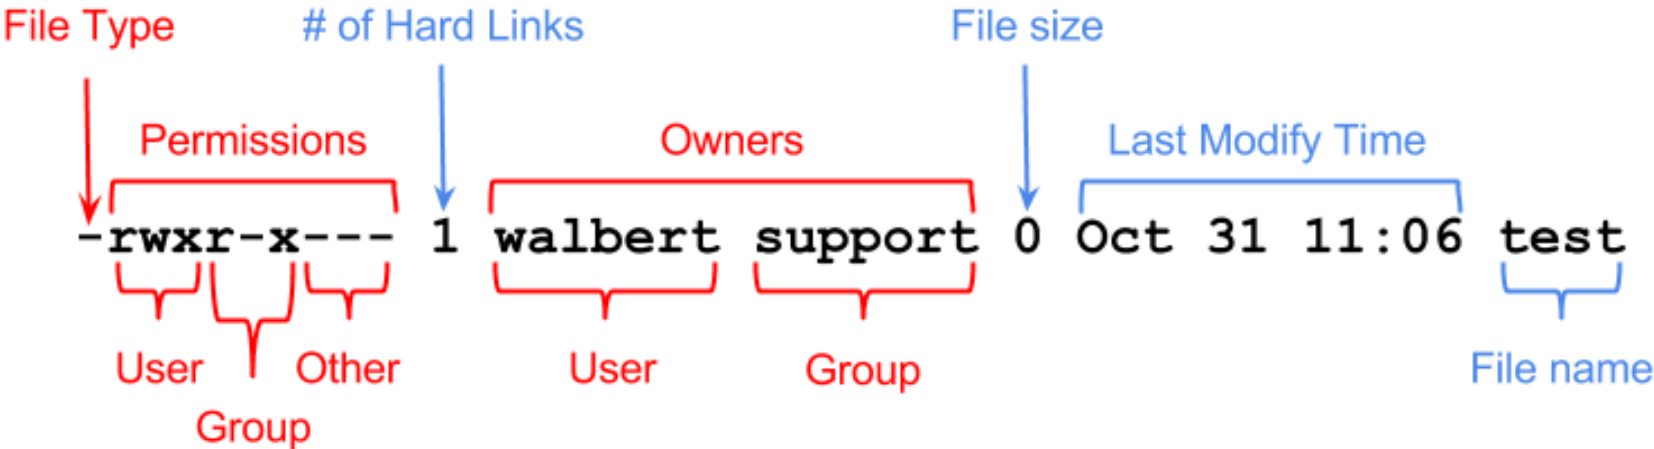 File Type # of Hard Links File size
Permissions Owners Last Modify Time
-rwxr-x--- 1 walbert support 0 Oct 31 11:06 test
User Other User Group File name
Group